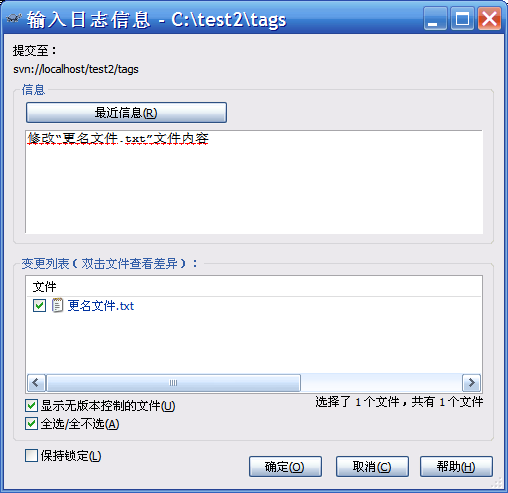 输入日志信息 - C:\test2\tags
提交至：
svn://localhost/test2/tags
信息
最近信息(R)
修改“更名文件.txt”文件内容
变更列表（双击文件查看差异）：
文件
更名文件.txt
选择了 1个文件，共有 1个文件
显示无版本控制的文件(U)
全选/全不选(A)
保持锁定(L)
确定(O) 取消(C) 帮助(H)